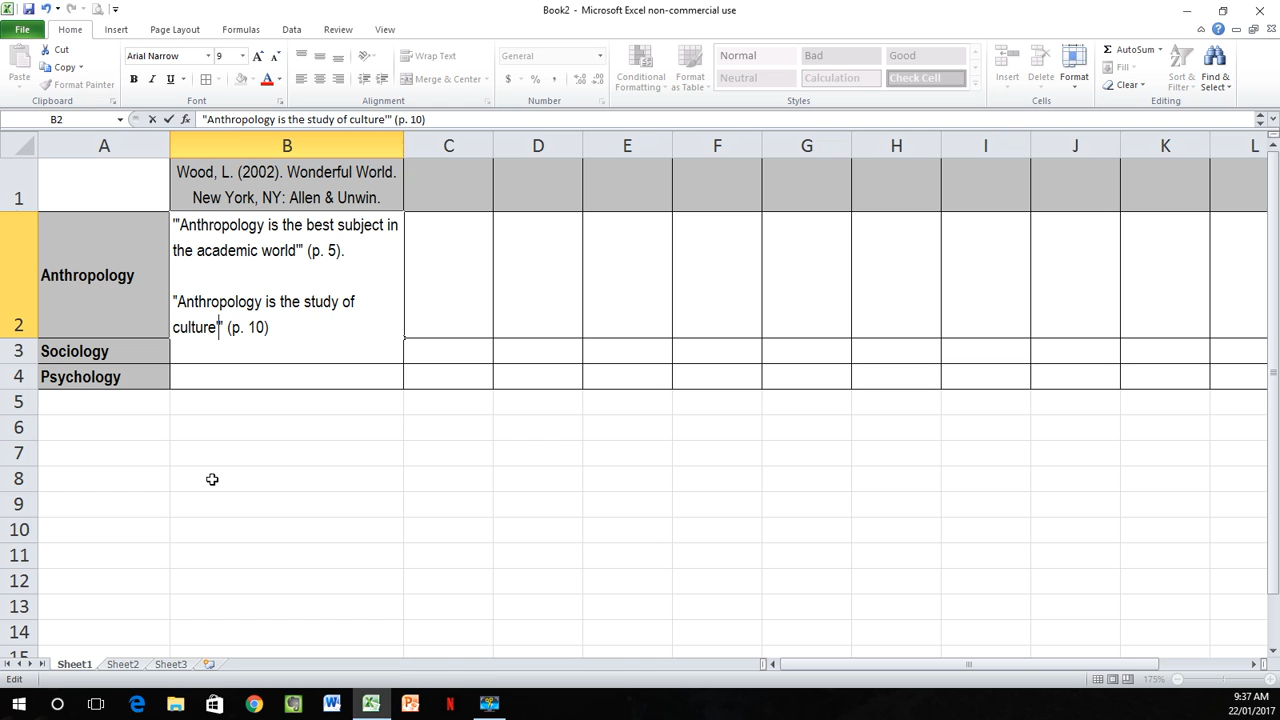 Book2 - Microsoft Excel non-commercial use
File Home Insert Page Layout Formulas Data Review View
Paste
Cut
Copy
Format Painter
Clipboard
Arial Narrow 9
B I U A
Font
Wrap Text
Merge & Center
Alignment
General
$ % ,
Number
Conditional Formatting
Format as Table
Normal Bad Good
Neutral Calculation Check Cell
Styles
Insert Delete Format
Cells
AutoSum
Fill
Clear
Sort & Filter
Find & Select
Editing
B2 fx "Anthropology is the study of culture'" (p. 10)
A B C D E F G H I J K L
1 Wood, L. (2002). Wonderful World.
New York, NY: Allen & Unwin.
2 Anthropology
"'Anthropology is the best subject in
the academic world'" (p. 5).
"Anthropology is the study of
culture'" (p. 10)
3 Sociology
4 Psychology
5
6
7
8
9
10
11
12
13
14
15
Sheet1 Sheet2 Sheet3
Edit 175%
9:37 AM
22/01/2017